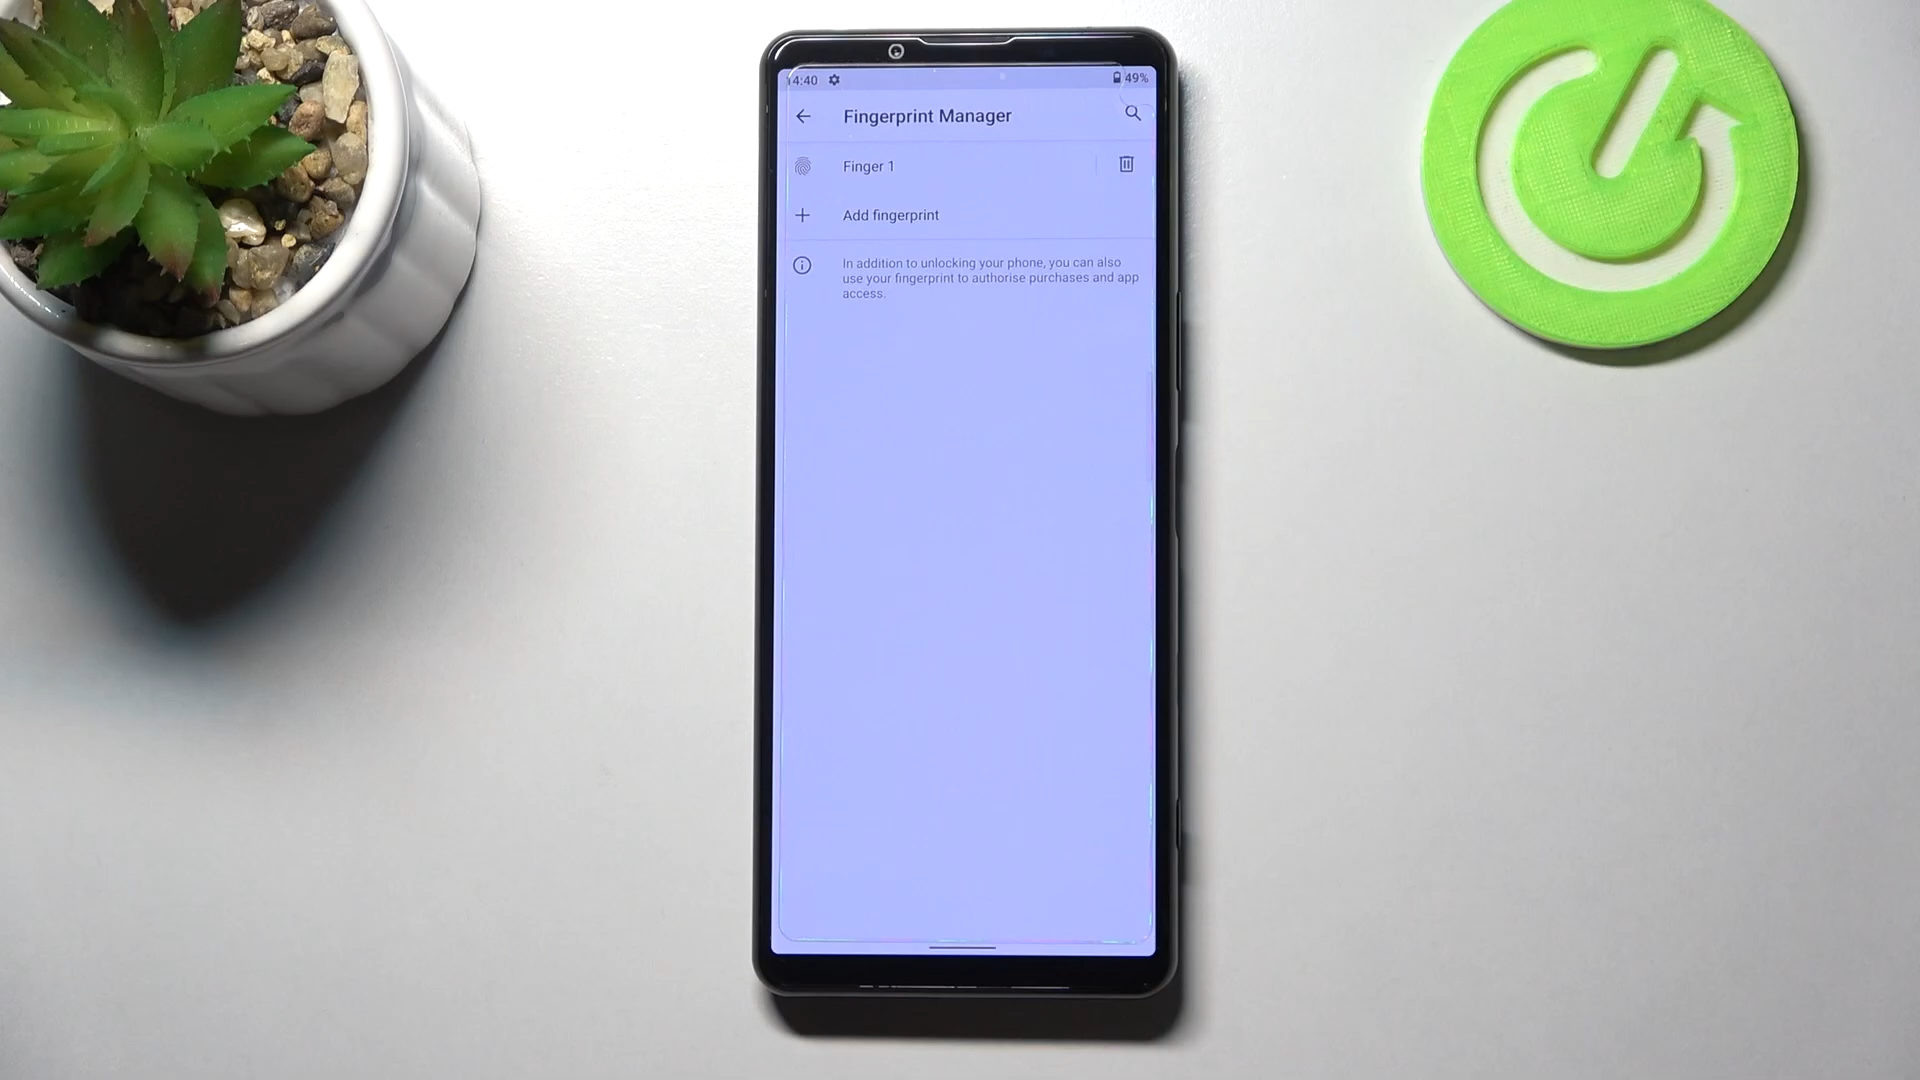 14:40 49%
Fingerprint Manager
Finger 1
Add fingerprint
In addition to unlocking your phone, you can also
use your fingerprint to authorise purchases and app
access.